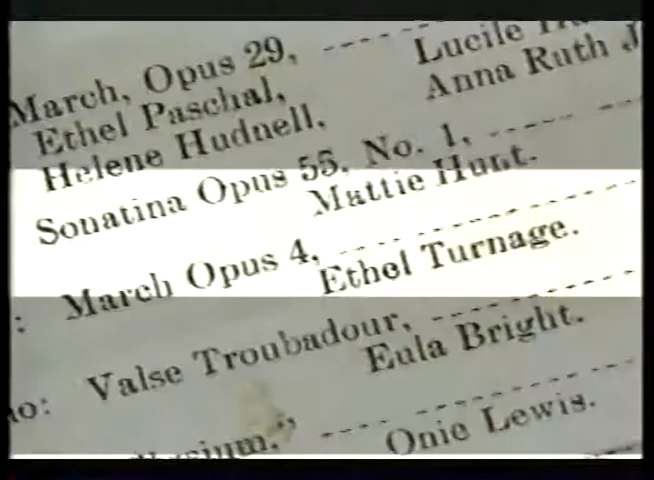 March, Opus 29, Lucile
Ethel Paschal, Anna Ruth
Helene Hudnell.
Sonatina Opus 55, No. 1,
Mattie Hunt.
March Opus 4,
: Ethel Turnage.
Valse Troubadour,
Eula Bright.
Onie Lewis.